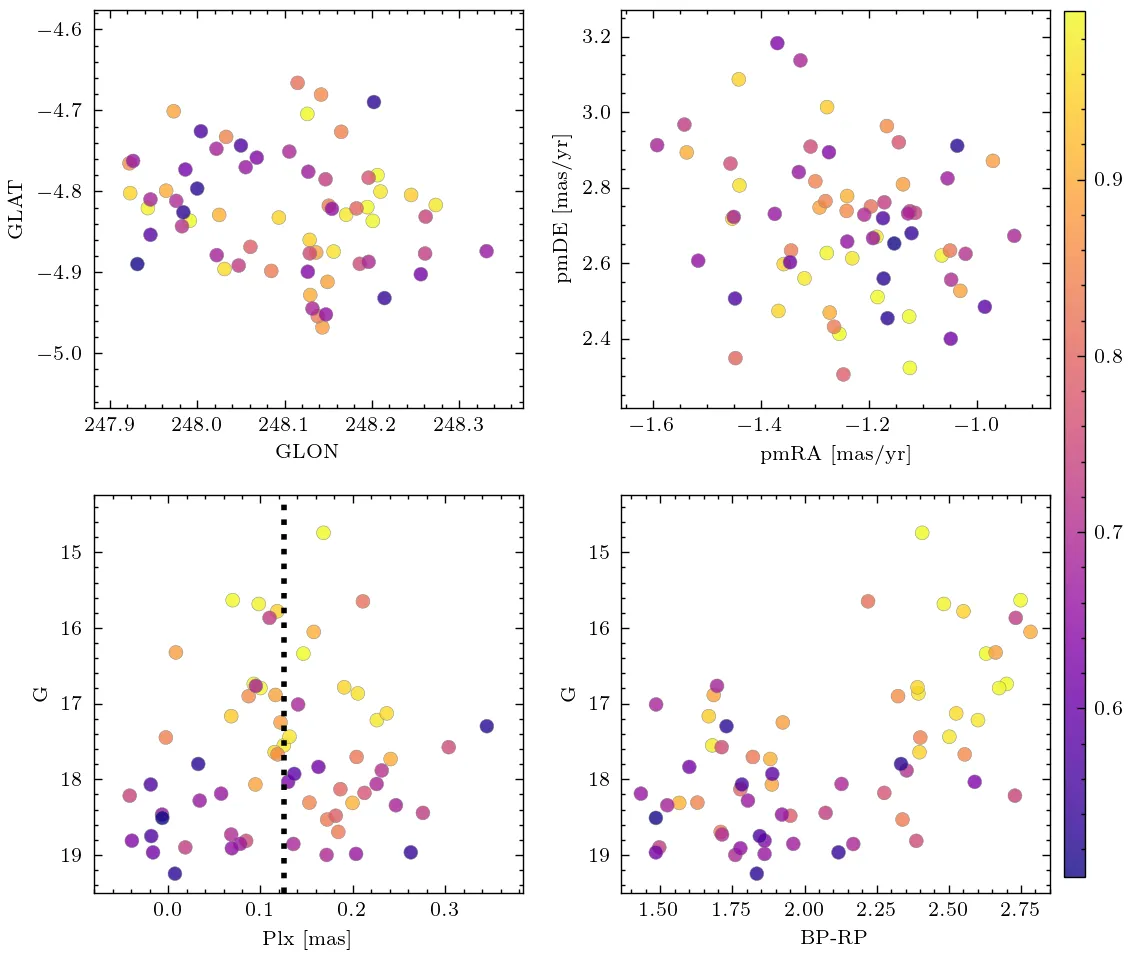 −4.6
−4.7
−4.8
−4.9
−5.0
GLAT
247.9 248.0 248.1 248.2 248.3
GLON
3.2
3.0
2.8
2.6
2.4
pmDE [mas/yr]
−1.6 −1.4 −1.2 −1.0
pmRA [mas/yr]
0.9
0.8
0.7
0.6
15
16
17
18
19
G
0.0 0.1 0.2 0.3
Plx [mas]
15
16
17
18
19
G
1.50 1.75 2.00 2.25 2.50 2.75
BP-RP